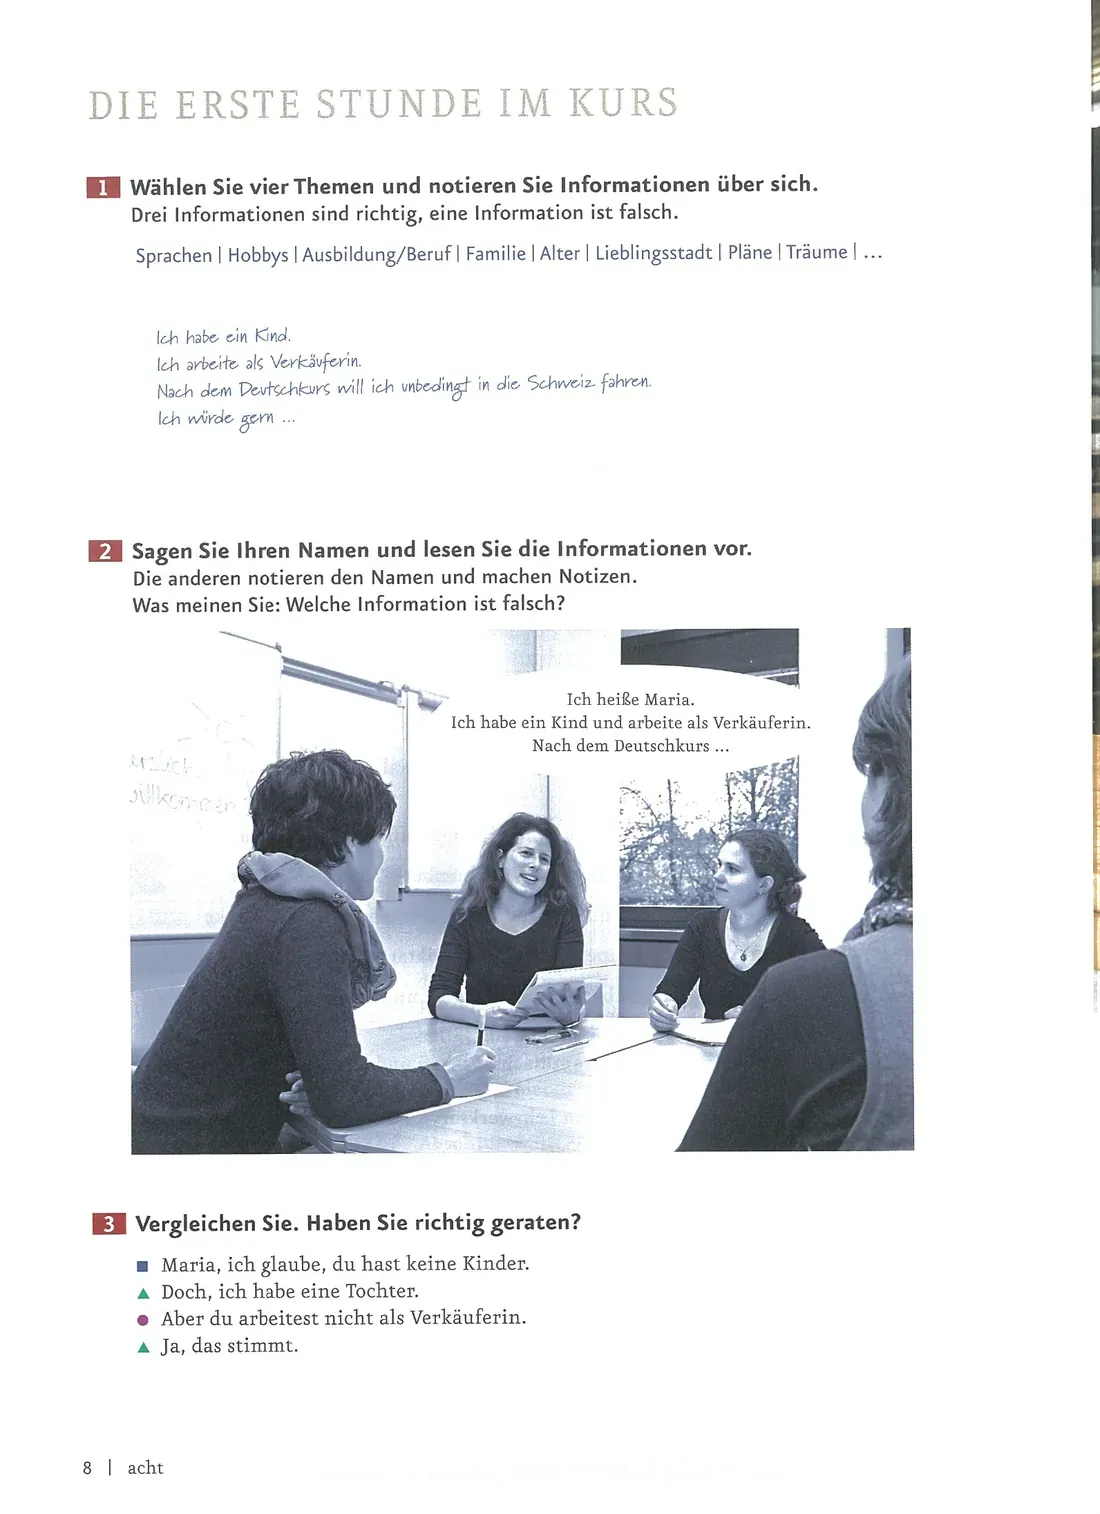 DIE ERSTE STUNDE IM KURS
1 Wählen Sie vier Themen und notieren Sie Informationen über sich.
Drei Informationen sind richtig, eine Information ist falsch.
Sprachen | Hobbys | Ausbildung/Beruf | Familie | Alter | Lieblingsstadt | Pläne | Träume | ...
Ich habe ein Kind.
Ich arbeite als Verkäuferin.
Nach dem Deutschkurs will ich unbedingt in die Schweiz fahren.
Ich würde gern ...
2 Sagen Sie Ihren Namen und lesen Sie die Informationen vor.
Die anderen notieren den Namen und machen Notizen.
Was meinen Sie: Welche Information ist falsch?
Ich heiße Maria.
Ich habe ein Kind und arbeite als Verkäuferin.
Nach dem Deutschkurs ...
3 Vergleichen Sie. Haben Sie richtig geraten?
■ Maria, ich glaube, du hast keine Kinder.
▲ Doch, ich habe eine Tochter.
● Aber du arbeitest nicht als Verkäuferin.
▲ Ja, das stimmt.
8 | acht